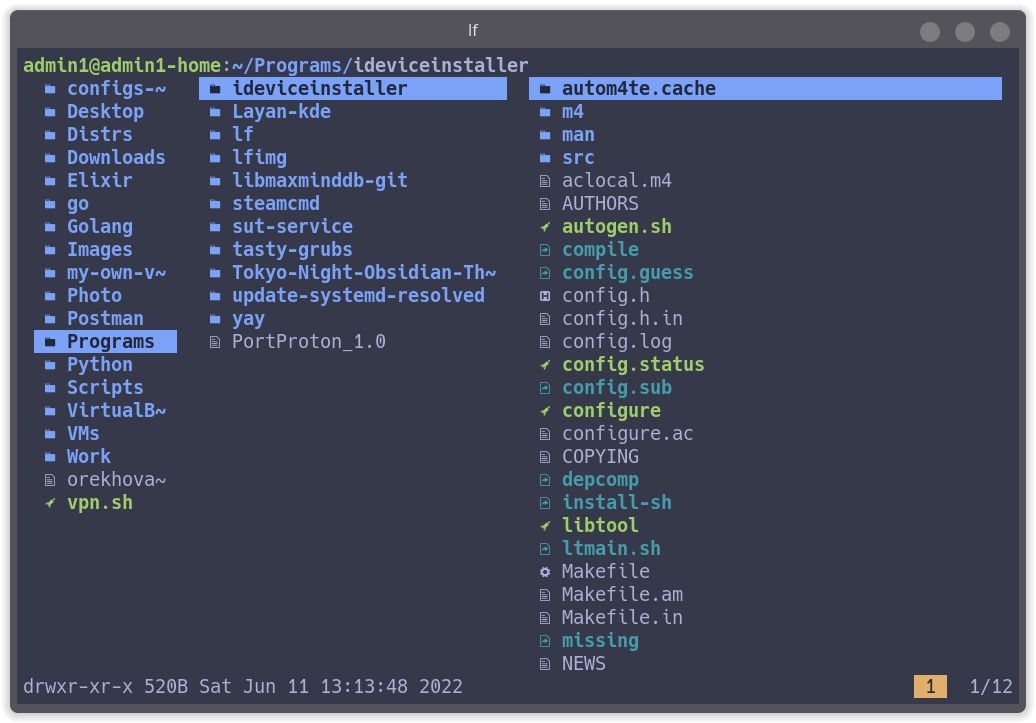 lf
admin1@admin1-home:~/Programs/ideviceinstaller
configs-~ ideviceinstaller autom4te.cache
Desktop Layan-kde m4
Distrs lf man
Downloads lfimg src
Elixir libmaxminddb-git aclocal.m4
go steamcmd AUTHORS
Golang sut-service autogen.sh
Images tasty-grubs compile
my-own-v~ Tokyo-Night-Obsidian-Th~ config.guess
Photo update-systemd-resolved config.h
Postman yay config.h.in
Programs PortProton_1.0 config.log
Python config.status
Scripts config.sub
VirtualB~ configure
VMs configure.ac
Work COPYING
orekhova~ depcomp
vpn.sh install-sh
libtool
ltmain.sh
Makefile
Makefile.am
Makefile.in
missing
NEWS
drwxr-xr-x 520B Sat Jun 11 13:13:48 2022 1 1/12